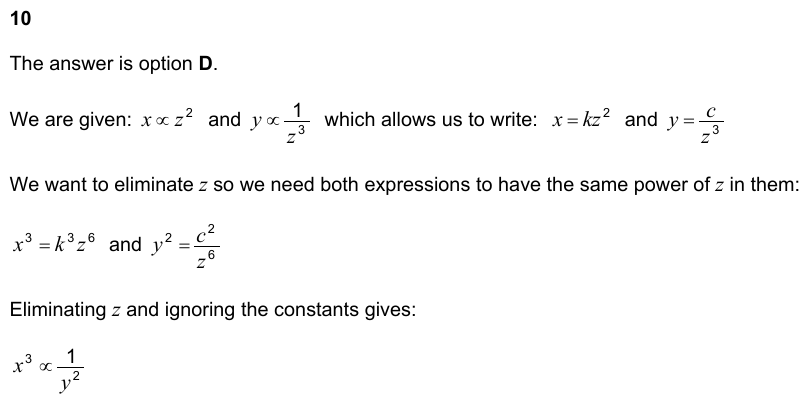 10
The answer is option D.
We are given: x ∝ z² and y ∝ 1/z³ which allows us to write: x = kz² and y = c/z³
We want to eliminate z so we need both expressions to have the same power of z in them:
x³ = k³z⁶ and y² = c²/z⁶
Eliminating z and ignoring the constants gives:
x³ ∝ 1/y²